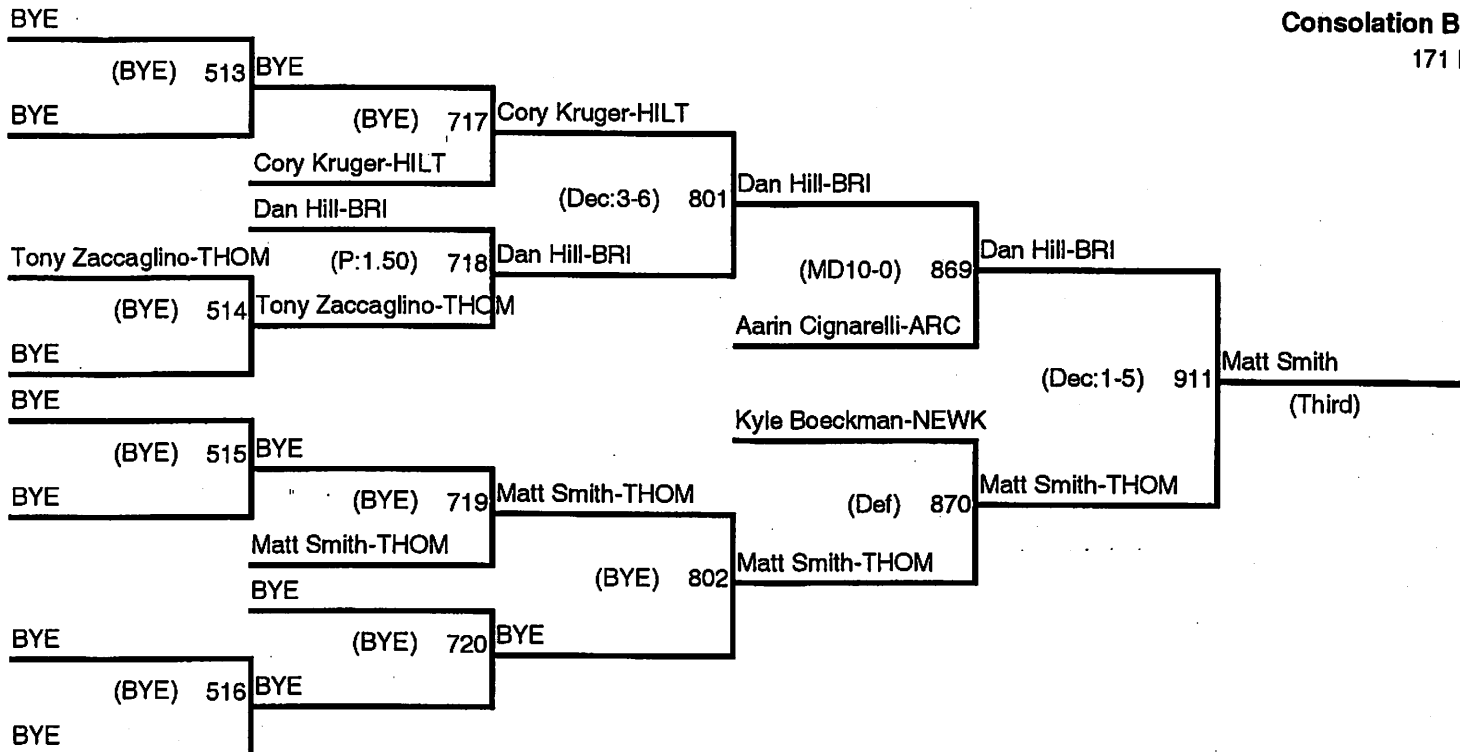 Consolation B
171
BYE
(BYE) 513 BYE
BYE
(BYE) 717 Cory Kruger-HILT
Cory Kruger-HILT
(Dec:3-6) 801 Dan Hill-BRI
Dan Hill-BRI
(P:1.50) 718 Dan Hill-BRI
Tony Zaccaglino-THOM
(BYE) 514 Tony Zaccaglino-THOM
BYE
(MD10-0) 869 Dan Hill-BRI
Aarin Cignarelli-ARC
(Dec:1-5) 911 Matt Smith
(Third)
BYE
(BYE) 515 BYE
BYE
Kyle Boeckman-NEWK
(BYE) 719 Matt Smith-THOM
(Def) 870 Matt Smith-THOM
Matt Smith-THOM
(BYE) 802 Matt Smith-THOM
BYE
(BYE) 720 BYE
BYE
(BYE) 516 BYE
BYE